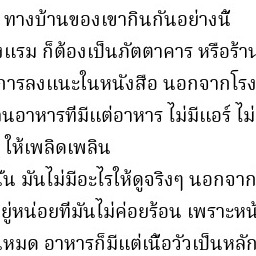 ทางบ้านของเขากินกันอย่างนี้
งแรม ก็ต้องเป็นภัตตาคาร หรือร้าน
การลงแนะในหนังสือ นอกจากโรง
นอาหารที่มีแต่อาหาร ไม่มีแอร์ ไม่
ให้เพลิดเพลิน
นั้น มันไม่มีอะไรให้ดูจริงๆ นอกจาก
ยู่หน่อยที่มันไม่ค่อยร้อน เพราะหน้
นหมด อาหารก็มีแต่เนื้อวัวเป็นหลัก